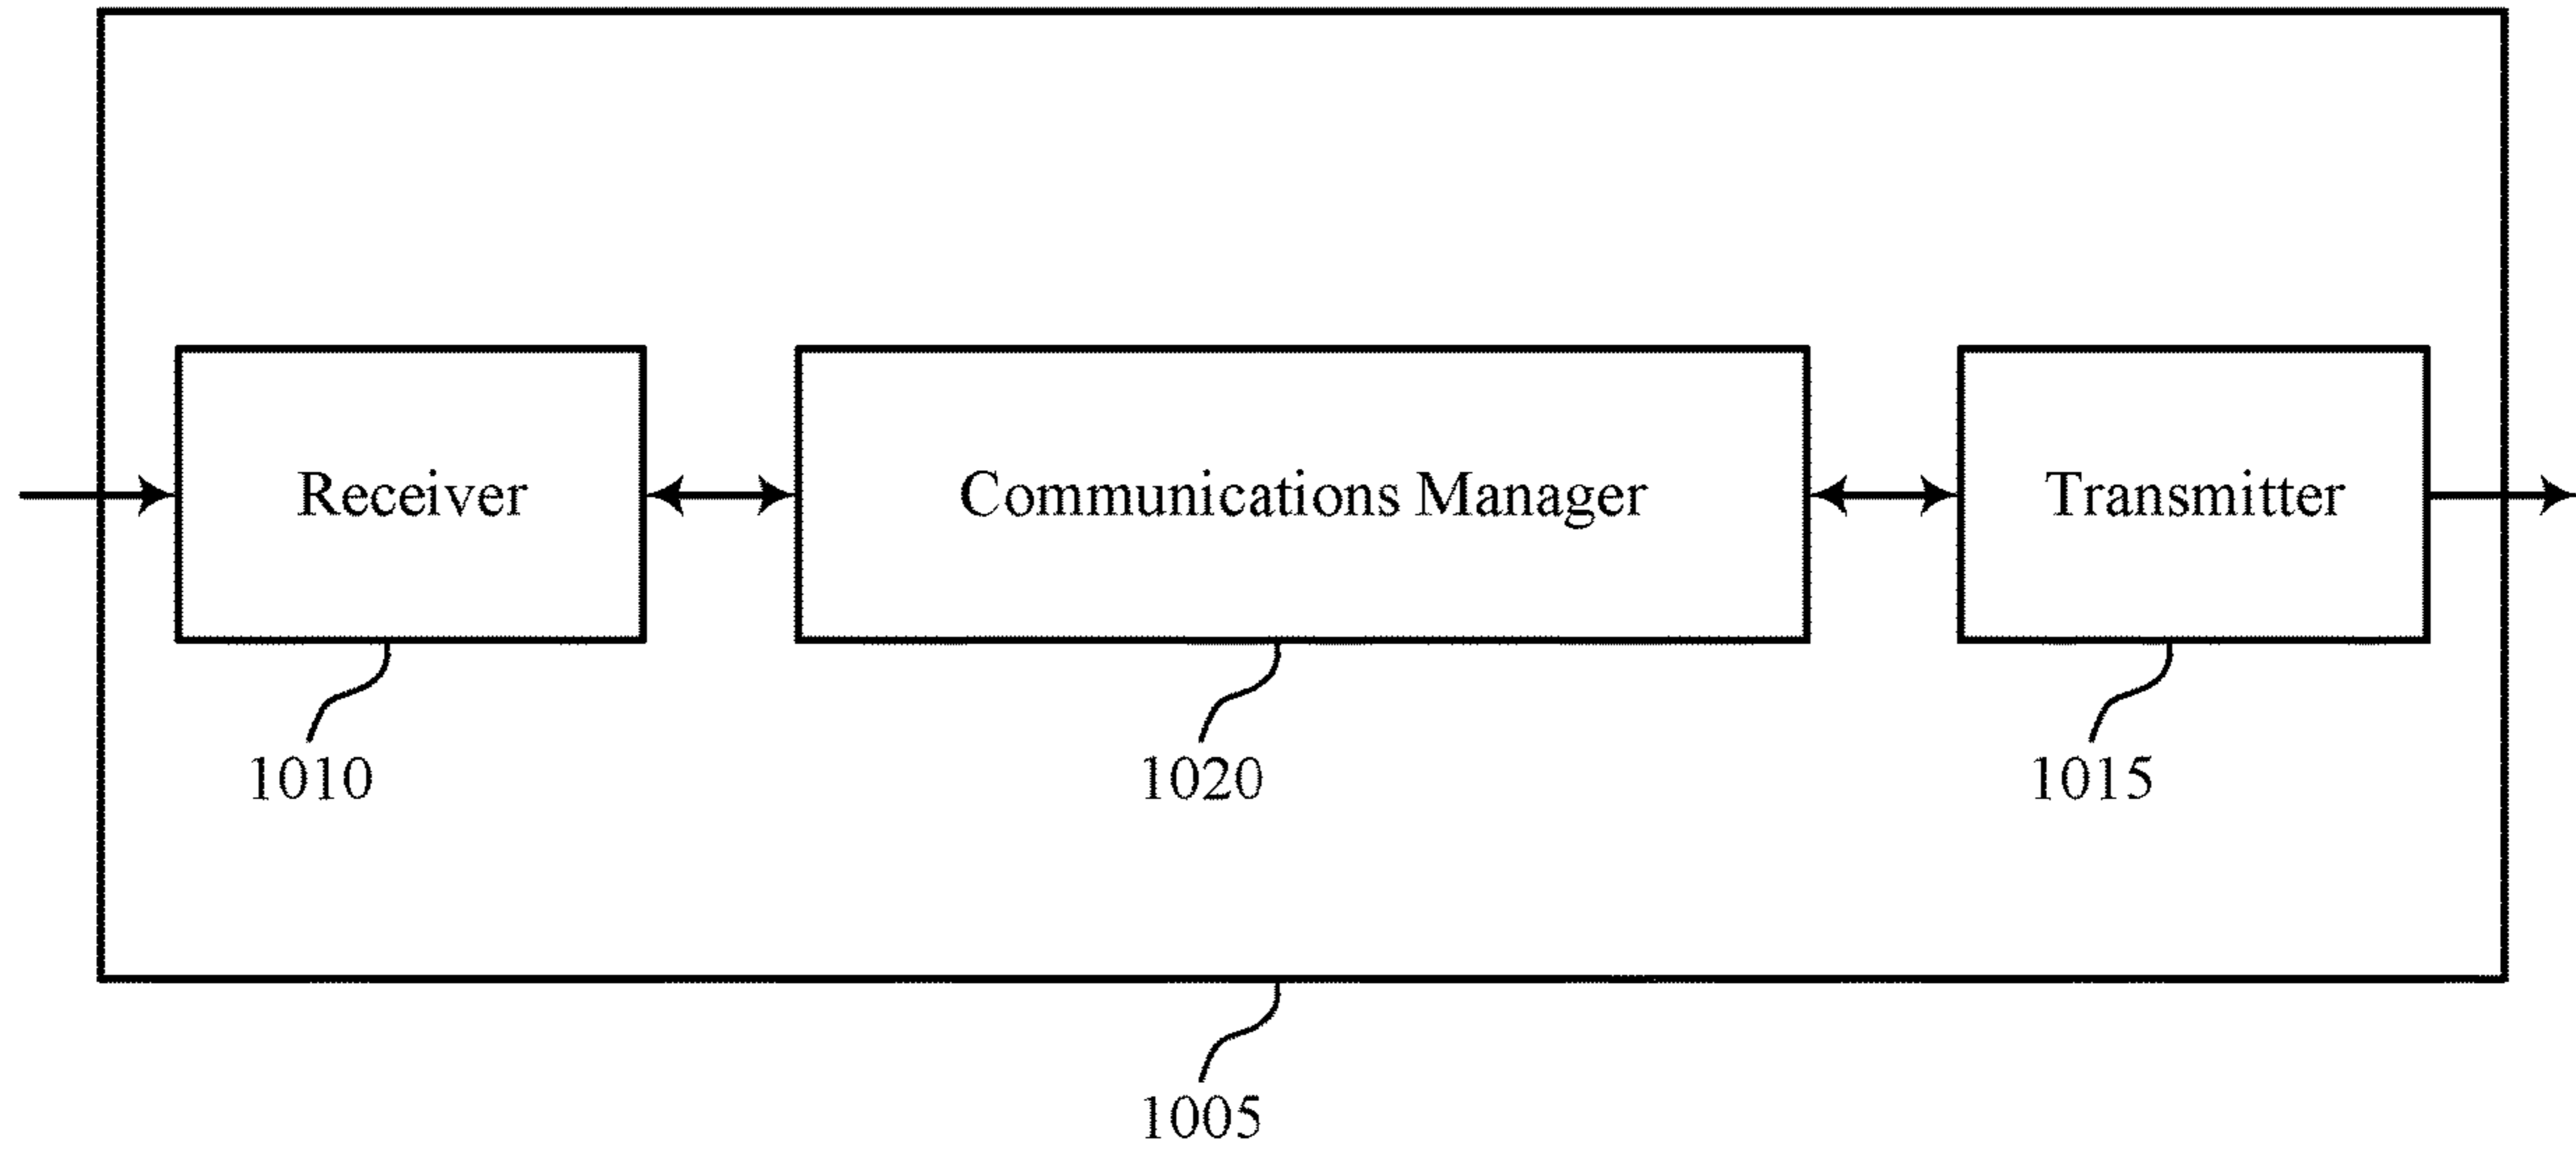 Receiver
Communications Manager
Transmitter
1010
1020
1015
1005